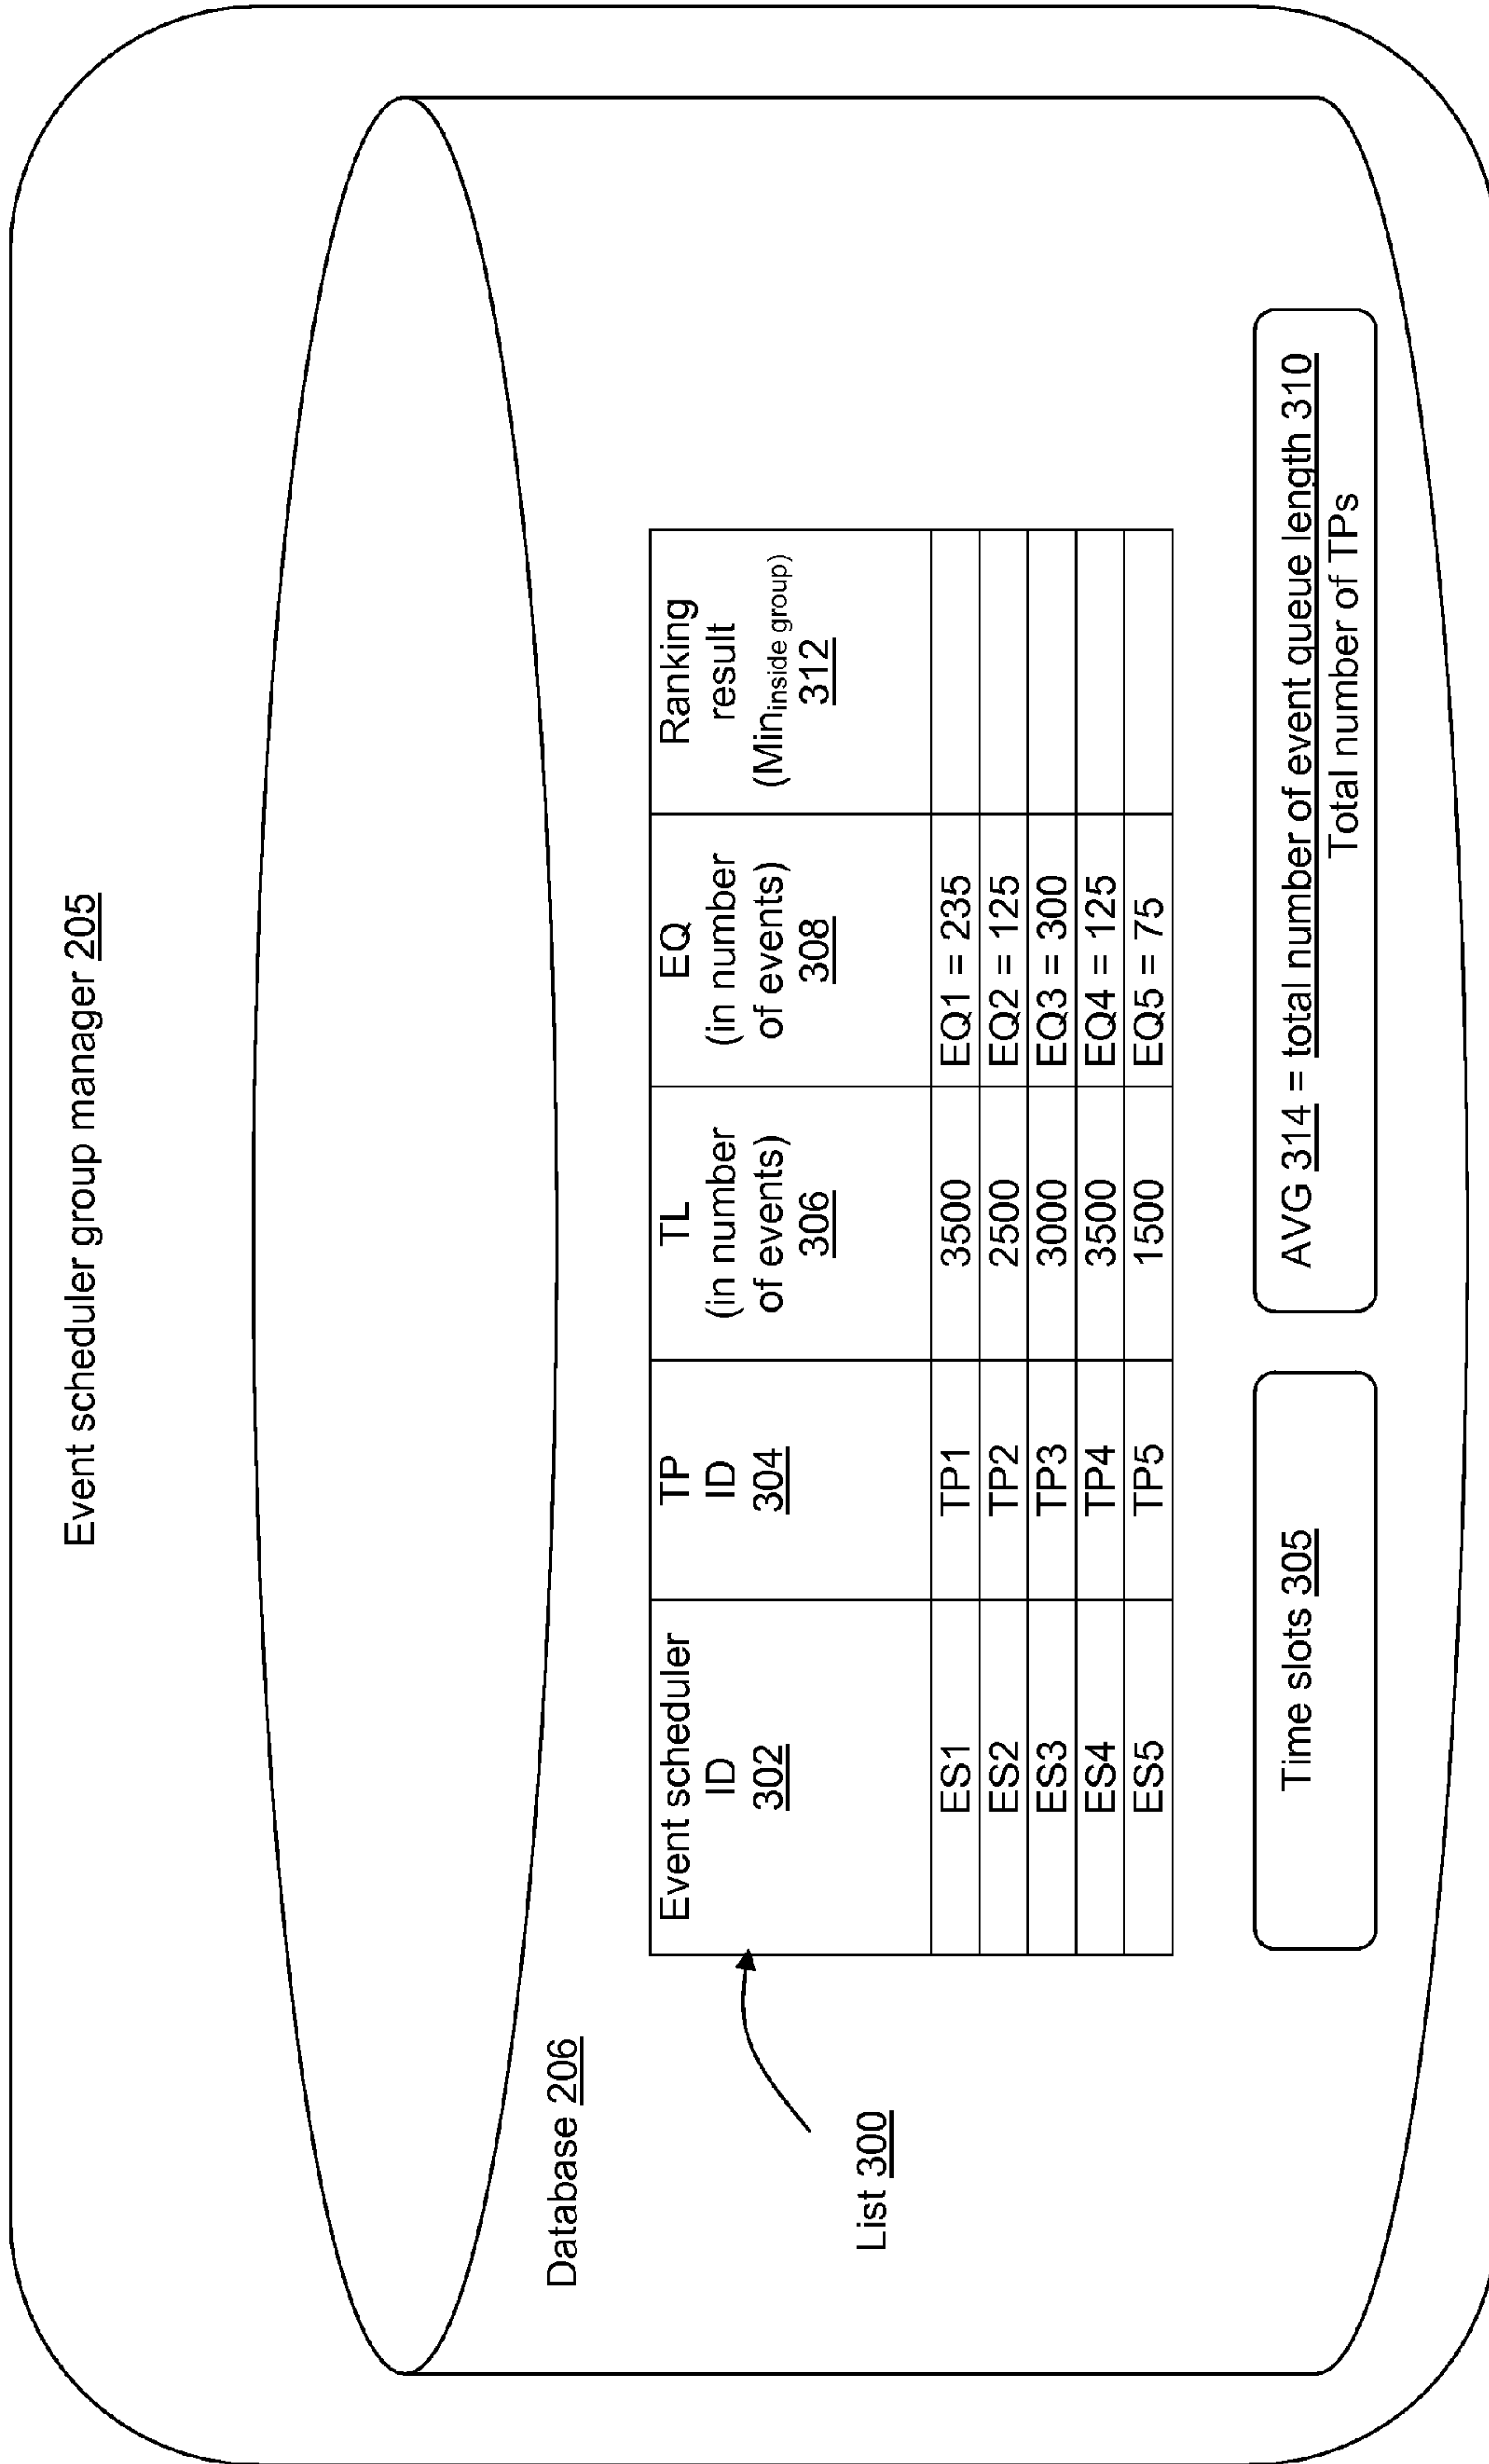 Event scheduler group manager 205
Database 206
List 300
Event scheduler ID 302
TP ID 304
TL (in number of events) 306
EQ (in number of events) 308
Ranking result (Min inside group) 312
ES1 TP1 3500 EQ1 = 235
ES2 TP2 2500 EQ2 = 125
ES3 TP3 3000 EQ3 = 300
ES4 TP4 3500 EQ4 = 125
ES5 TP5 1500 EQ5 = 75
Time slots 305
AVG 314 = total number of event queue length 310
Total number of TPs